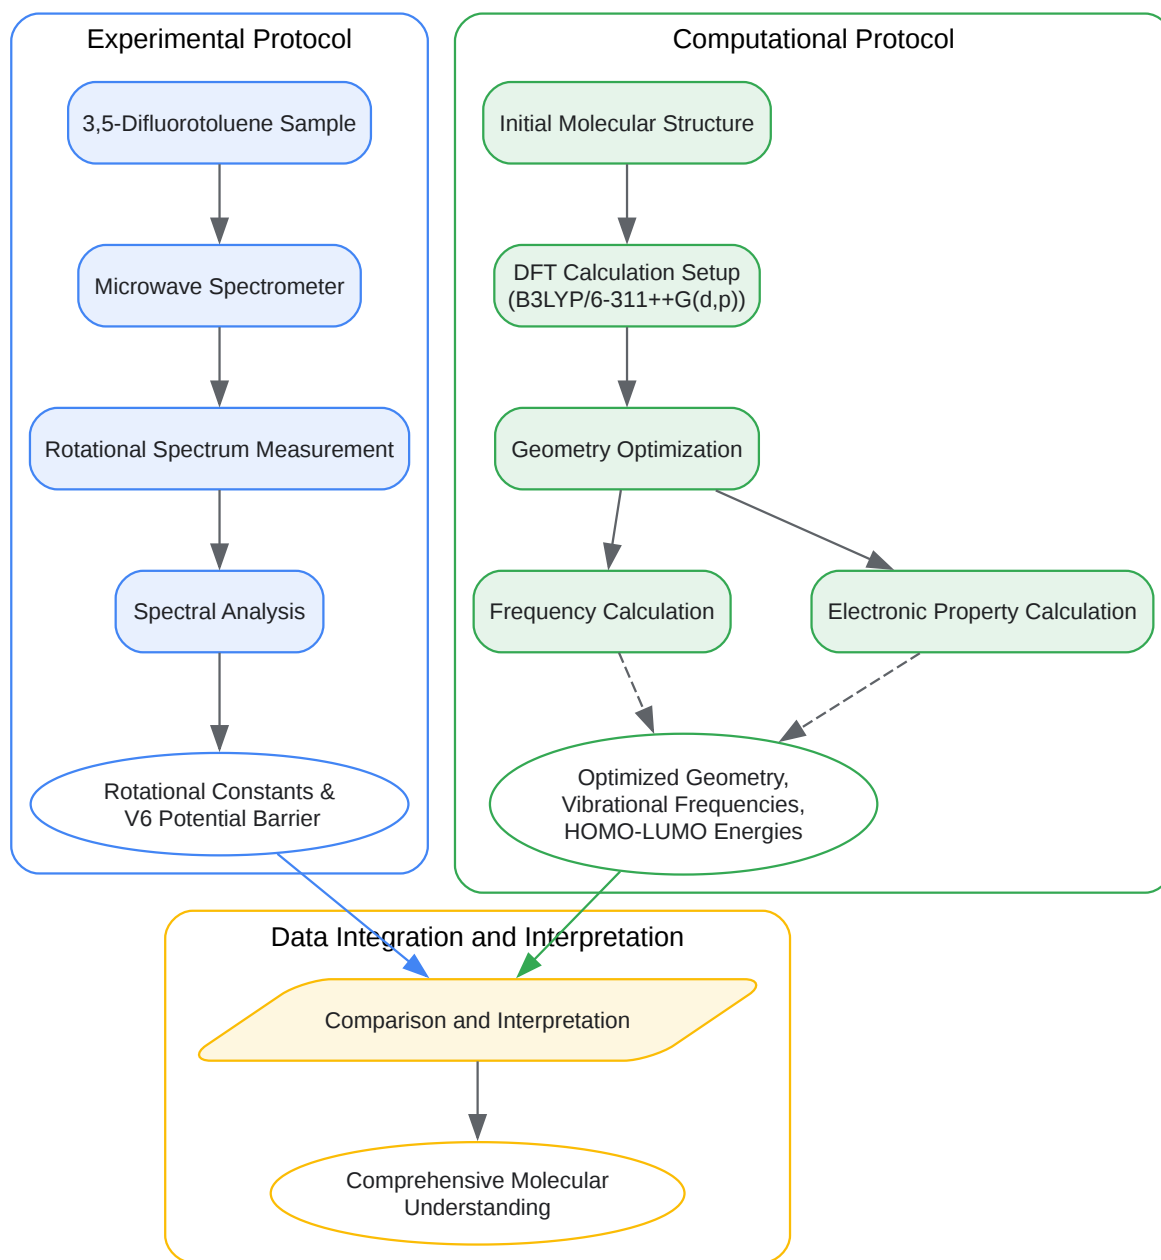 Experimental Protocol
3,5-Difluorotoluene Sample
Microwave Spectrometer
Rotational Spectrum Measurement
Spectral Analysis
Rotational Constants &
V6 Potential Barrier
Computational Protocol
Initial Molecular Structure
DFT Calculation Setup
(B3LYP/6-311++G(d,p))
Geometry Optimization
Frequency Calculation
Electronic Property Calculation
Optimized Geometry,
Vibrational Frequencies,
HOMO-LUMO Energies
Data Integration and Interpretation
Comparison and Interpretation
Comprehensive Molecular
Understanding